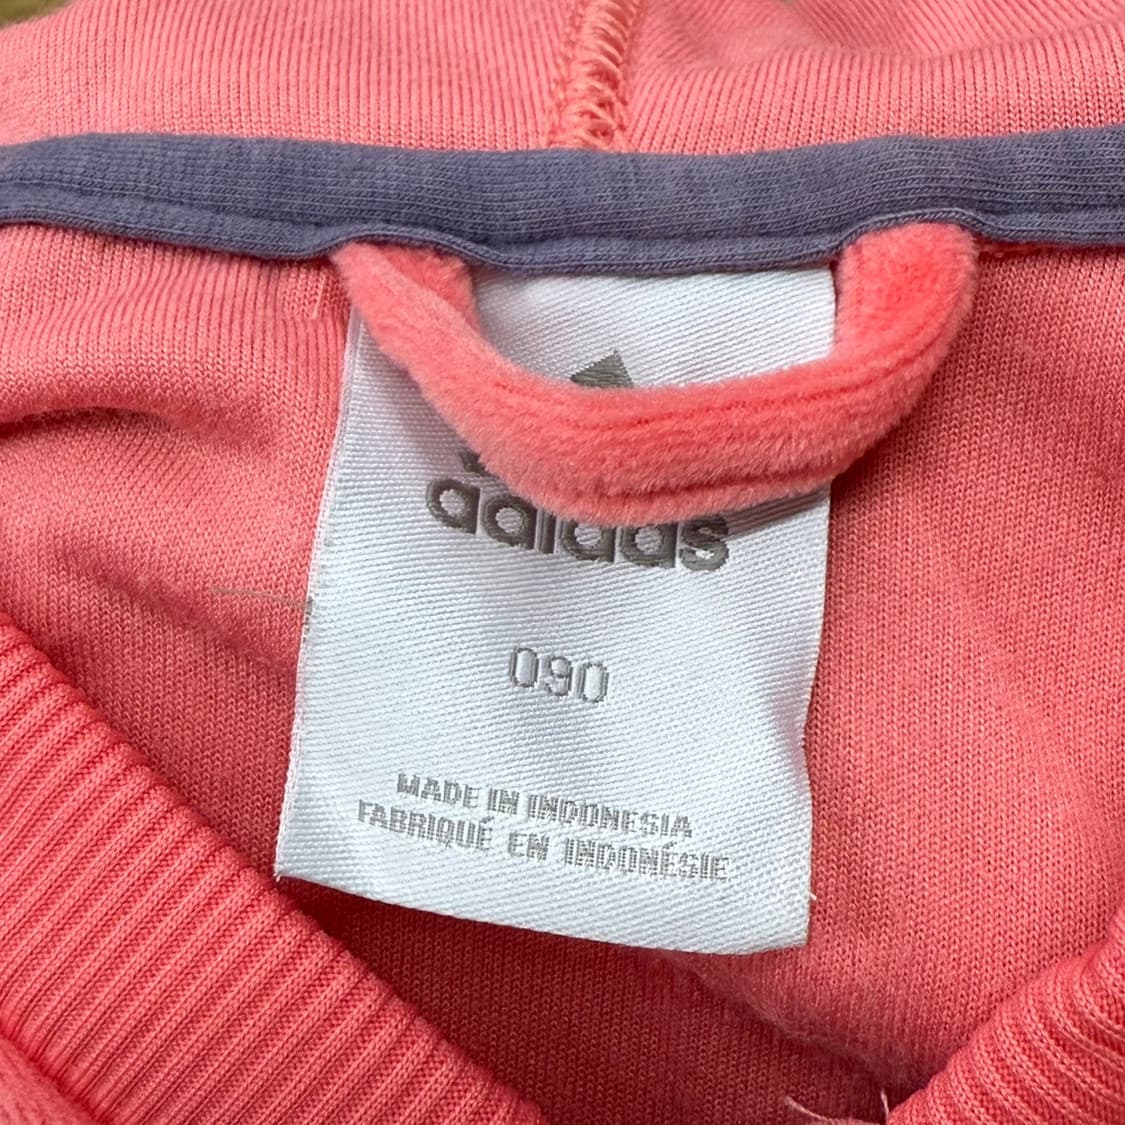 adidas
090
MADE IN INDONESIA
FABRIQUÉ EN INDONÉSIE